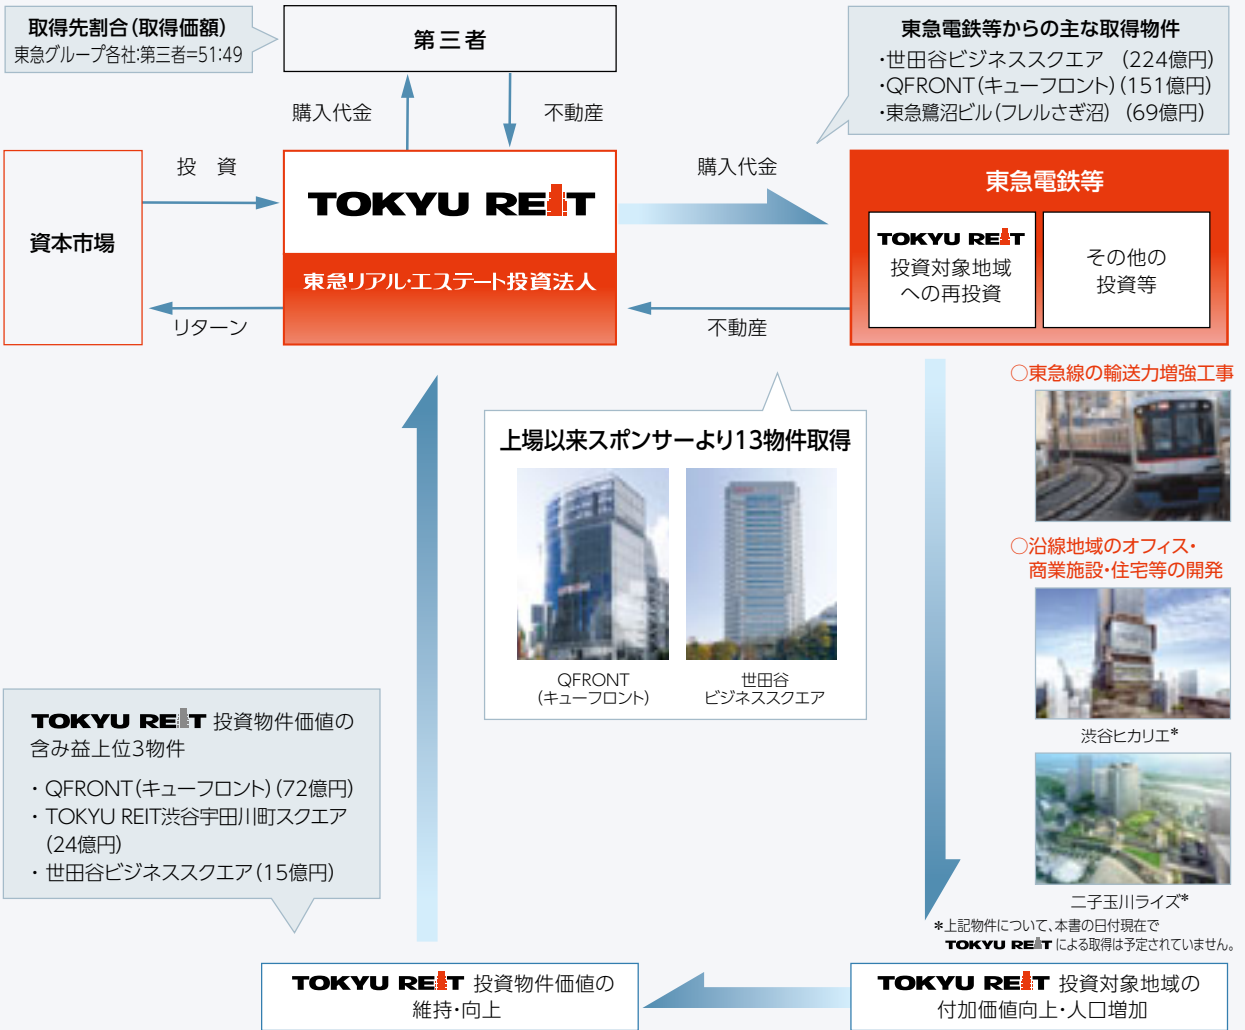 取得先割合(取得価額)
東急グループ各社:第三者=51:49
第三者
東急電鉄等からの主な取得物件
・世田谷ビジネススクエア (224億円)
・QFRONT(キューフロント)(151億円)
・東急鷺沼ビル(フレルさぎ沼) (69億円)
購入代金
不動産
投 資
購入代金
資本市場
TOKYU REIT
東急リアル・エステート投資法人
リターン
不動産
東急電鉄等
TOKYU REIT
投資対象地域
への再投資
その他の
投資等
○東急線の輸送力増強工事
上場以来スポンサーより13物件取得
QFRONT
(キューフロント)
世田谷
ビジネススクエア
○沿線地域のオフィス・
商業施設・住宅等の開発
渋谷ヒカリエ*
二子玉川ライズ*
*上記物件について、本書の日付現在で
TOKYU REIT による取得は予定されていません。
TOKYU REIT 投資物件価値の
含み益上位3物件
・QFRONT(キューフロント)(72億円)
・TOKYU REIT渋谷宇田川町スクエア
(24億円)
・世田谷ビジネススクエア(15億円)
TOKYU REIT 投資物件価値の
維持・向上
TOKYU REIT 投資対象地域の
付加価値向上・人口増加